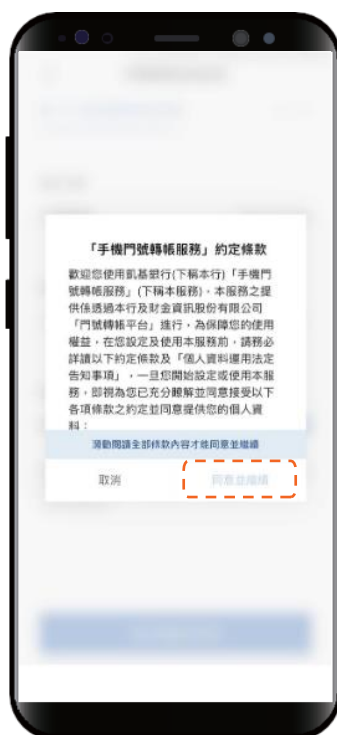 「手機門號轉帳服務」約定條款
歡迎您使用凱基銀行(下稱本行)「手機門
號轉帳服務」(下稱本服務)，本服務之提
供係透過本行及財金資訊股份有限公司
「門號轉帳平台」進行，為保障您的使用
權益，在您設定及使用本服務前，請務必
詳讀以下約定條款及「個人資料運用法定
告知事項」，一旦您開始設定或使用本服
務，即視為您已充分瞭解並同意接受以下
各項條款之約定並同意提供您的個人資
料：
滑動閱讀全部條款內容才能同意並繼續
取消
同意並繼續